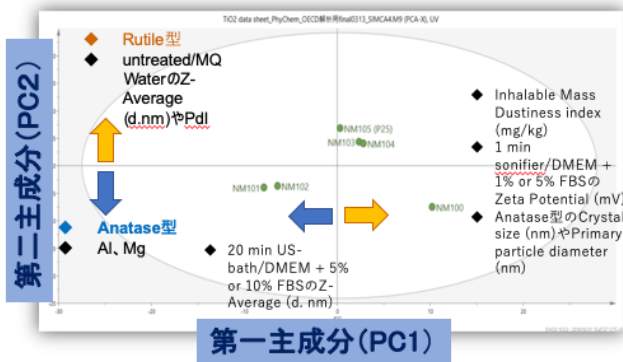 TiO2 data sheet_PhyChem_OECD解析用final0313_SIMCA4.M9 (PCA-X), UV
第二主成分(PC2)
◆ Rutile型
◆ untreated/MQ
WaterのZ-
Average
(d.nm)やPdI
◆ Anatase型
◆ Al、Mg
NM105 (P25)
NM103
NM104
NM101
NM102
NM100
◆ 20 min US-
bath/DMEM + 5%
or 10% FBSのZ-
Average (d. nm)
◆ Inhalable Mass
Dustiness index
(mg/kg)
◆ 1 min
sonifier/DMEM +
1% or 5% FBSの
Zeta Potential (mV)
◆ Anatase型のCrystal
size (nm)やPrimary
particle diameter
(nm)
-30
-20
-10
10
20
第一主成分(PC1)